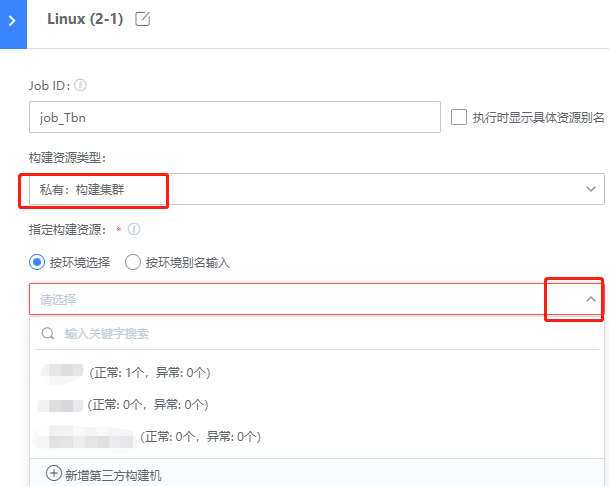 Linux (2-1)
Job ID:
job_Tbn
执行时显示具体资源别名
构建资源类型:
私有: 构建集群
指定构建资源: *
按环境选择 按环境别名输入
请选择
输入关键字搜索
(正常: 1个, 异常: 0个)
(正常: 0个, 异常: 0个)
(正常: 0个, 异常: 0个)
新增第三方构建机